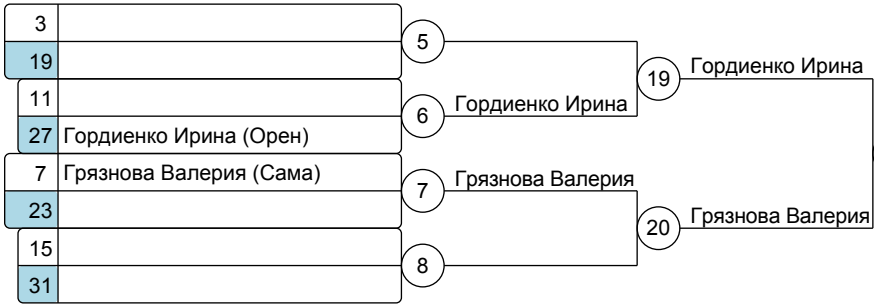 3
19
5
11
27 Гордиенко Ирина (Орен)
6 Гордиенко Ирина
19 Гордиенко Ирина
7 Грязнова Валерия (Сама)
23
7 Грязнова Валерия
15
31
8
20 Грязнова Валерия